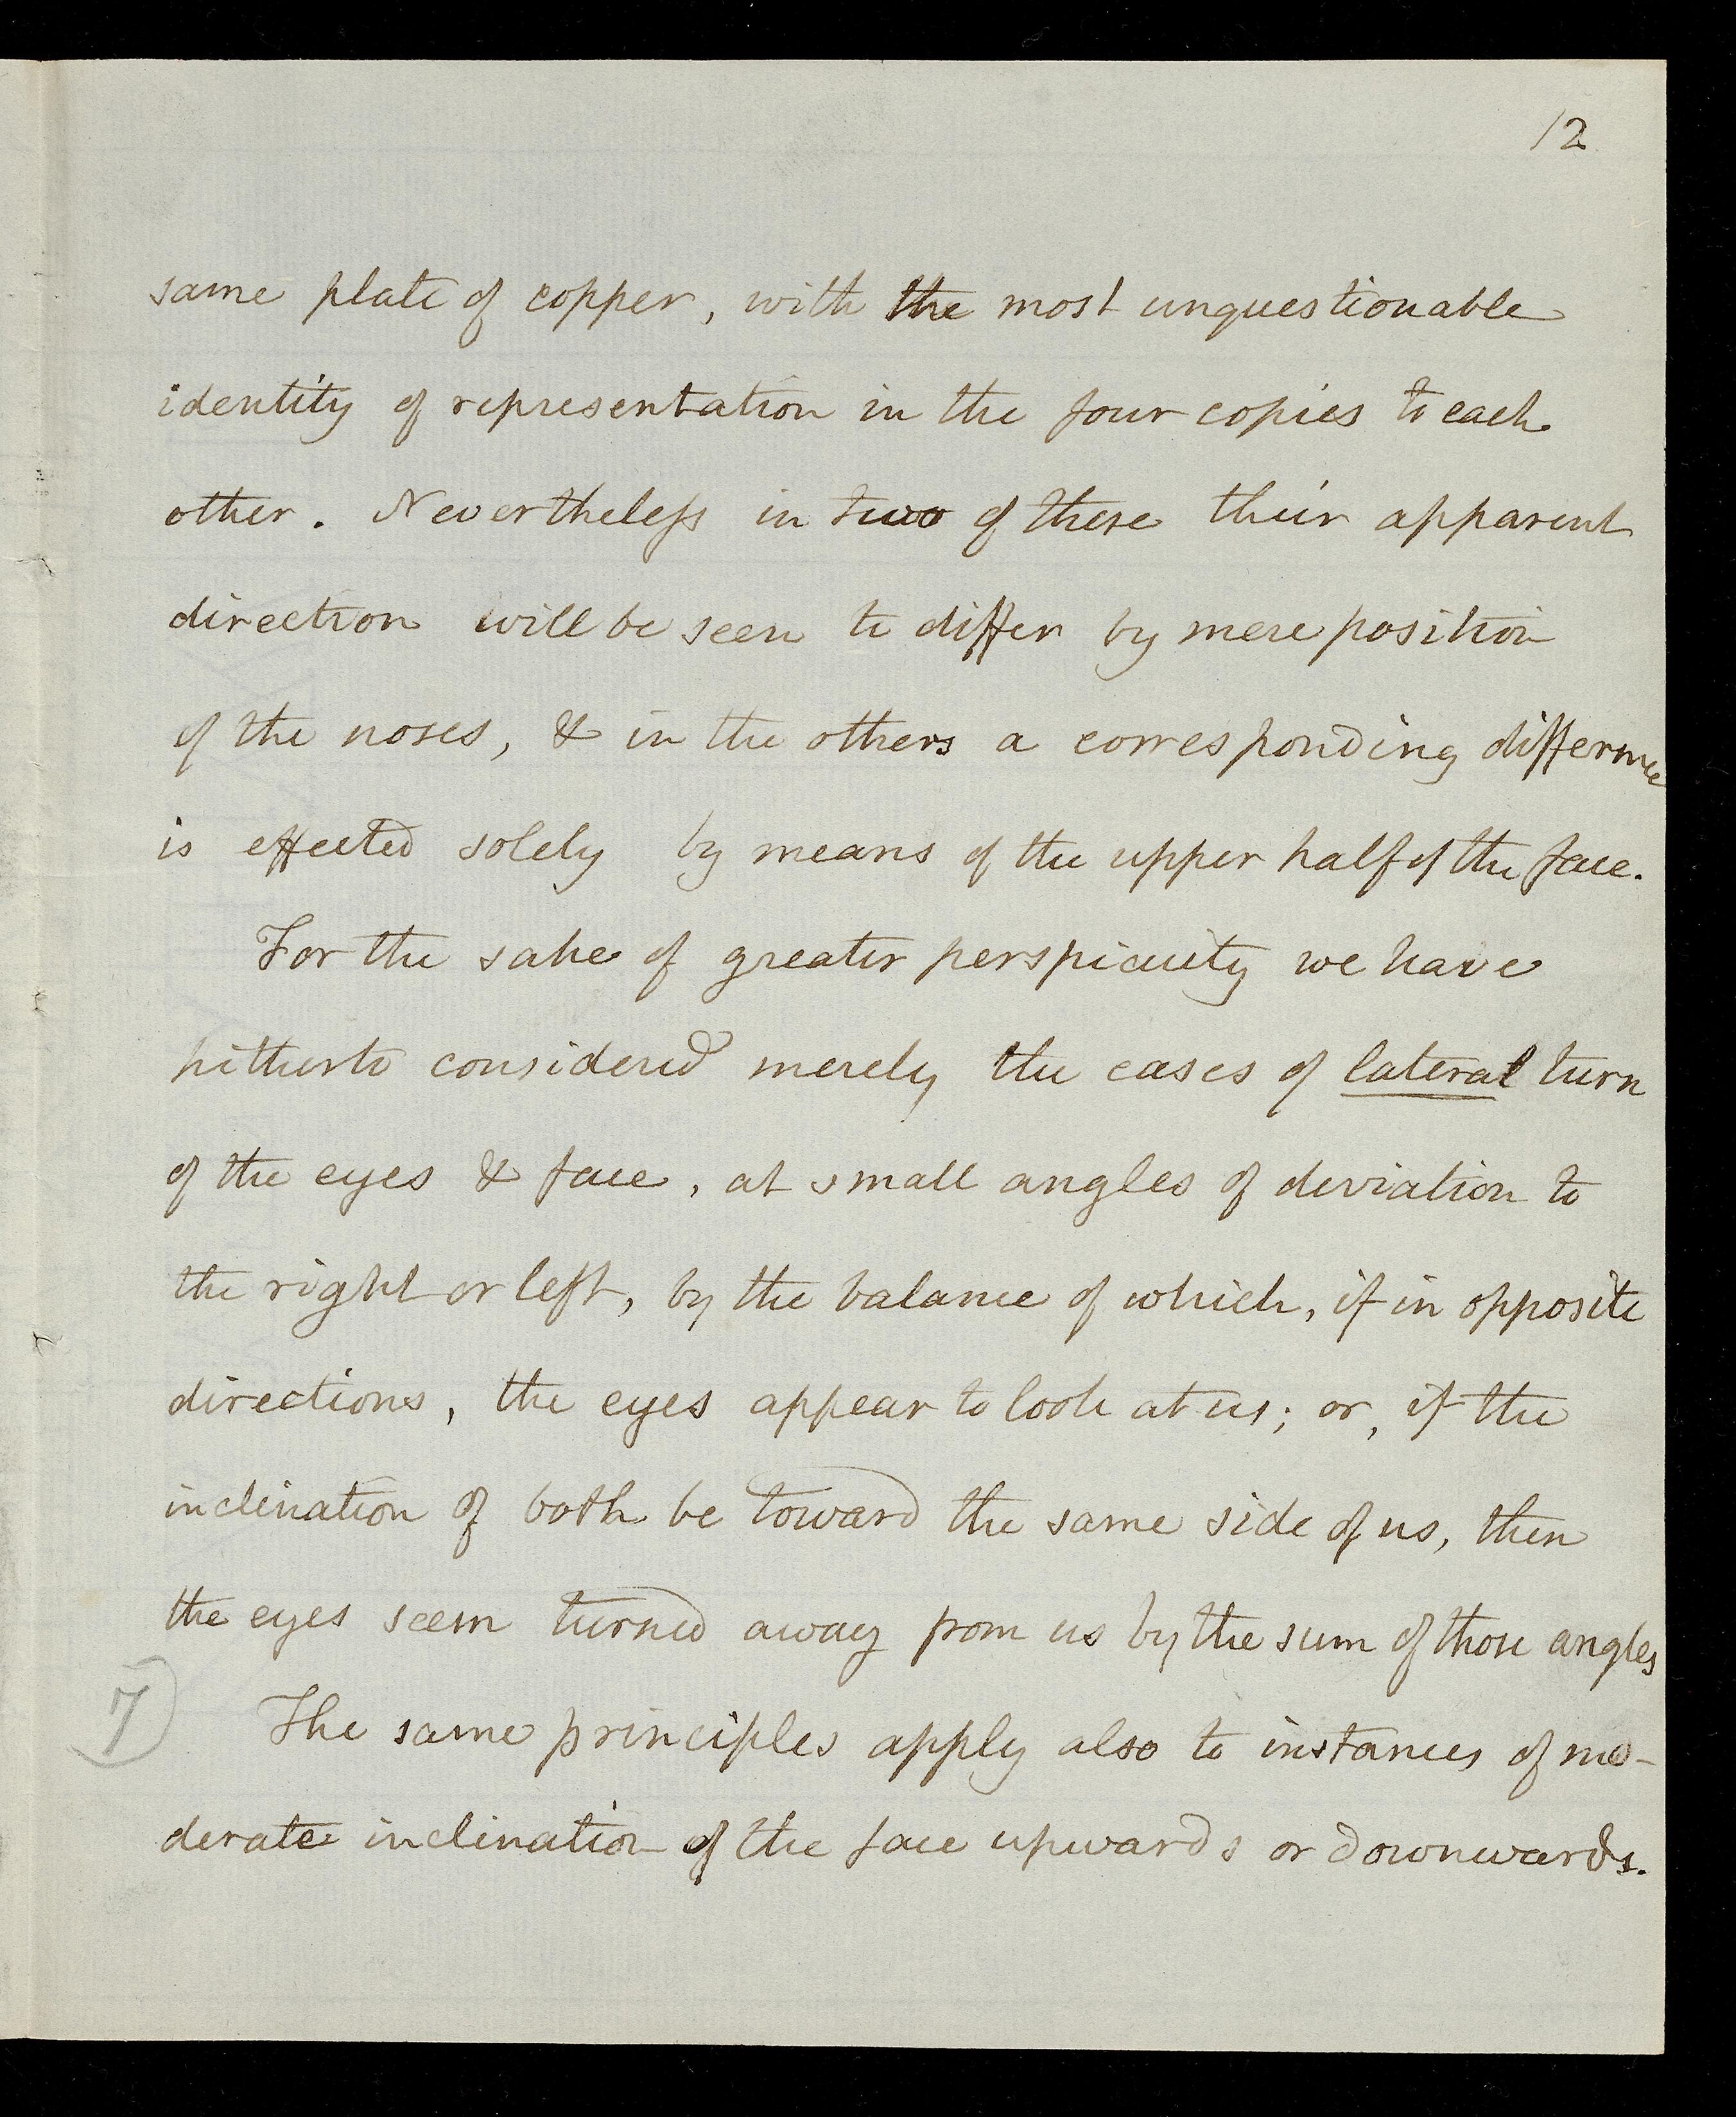 12
same plate of copper, with the most unquestionable
identity of representation in the four copies to each
other. Nevertheless in two of these their apparent
direction will be seen to differ by mere position
of the noses, & in the others a corresponding difference
is effected solely by means of the upper half of the face.
For the sake of greater perspicuity we have
hitherto considered merely the cases of lateral turn
of the eyes & face, at small angles of deviation to
the right or left, by the balance of which, if in opposite
directions, the eyes appear to look at us; or, if the
inclination of both be toward the same side of us, then
the eyes seem turned away from us by the sum of those angles
7 The same principles apply also to instances of mo-
derate inclination of the face upwards or downwards.